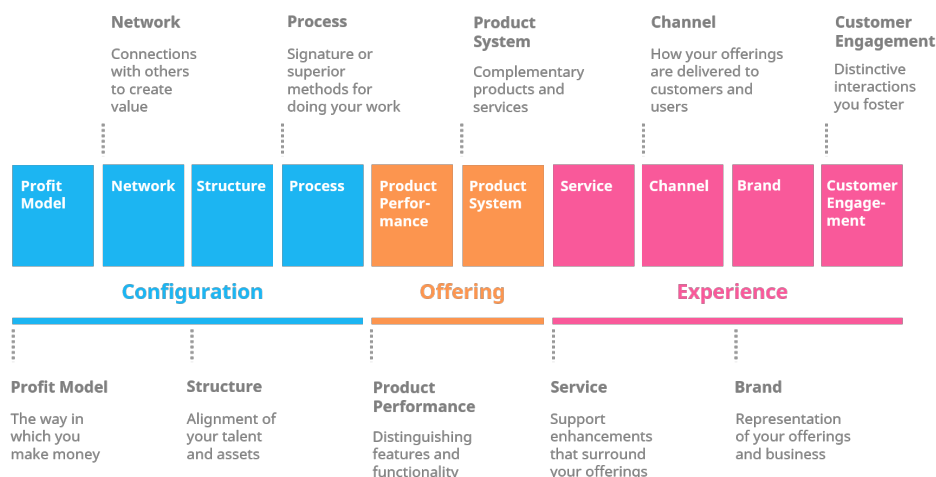 Network
Connections
with others
to create
value
Process
Signature or
superior
methods for
doing your work
Product
System
Complementary
products and
services
Channel
How your offerings
are delivered to
customers and
users
Customer
Engagement
Distinctive
interactions
you foster
Profit
Model
Network
Structure
Process
Product
Perfor-
mance
Product
System
Service
Channel
Brand
Customer
Engage-
ment
Configuration
Offering
Experience
Profit Model
The way in
which you
make money
Structure
Alignment of
your talent
and assets
Product
Performance
Distinguishing
features and
functionality
Service
Support
enhancements
that surround
your offerings
Brand
Representation
of your offerings
and business